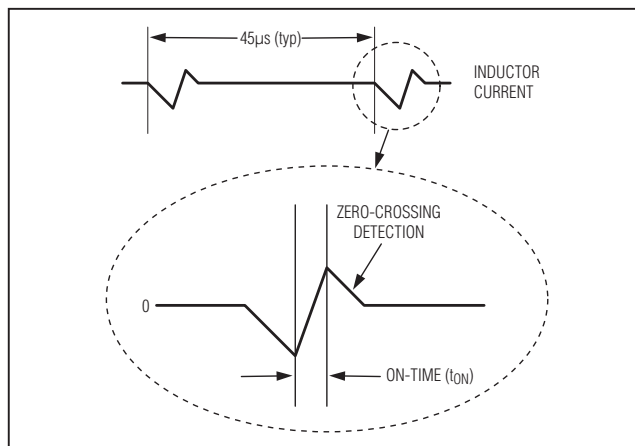 45µs (typ)
INDUCTOR
CURRENT
ZERO-CROSSING
DETECTION
0
ON-TIME (tON)